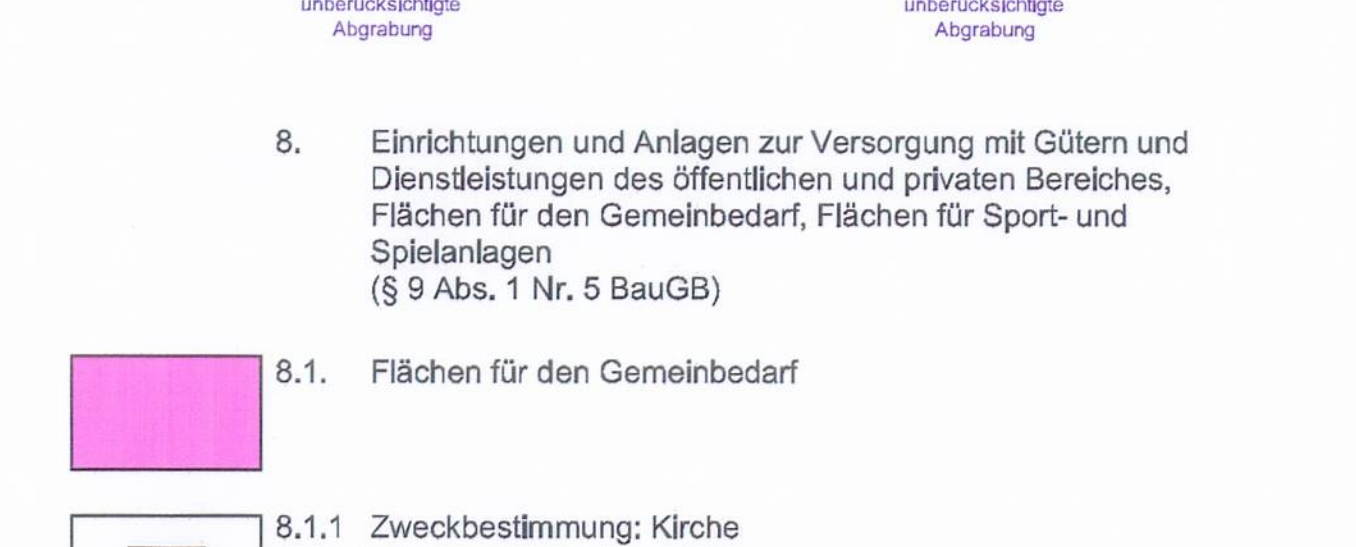 unberücksichtigte
Abgrabung
unberücksichtigte
Abgrabung
8. Einrichtungen und Anlagen zur Versorgung mit Gütern und
Dienstleistungen des öffentlichen und privaten Bereiches,
Flächen für den Gemeinbedarf, Flächen für Sport- und
Spielanlagen
(§ 9 Abs. 1 Nr. 5 BauGB)
8.1. Flächen für den Gemeinbedarf
8.1.1 Zweckbestimmung: Kirche